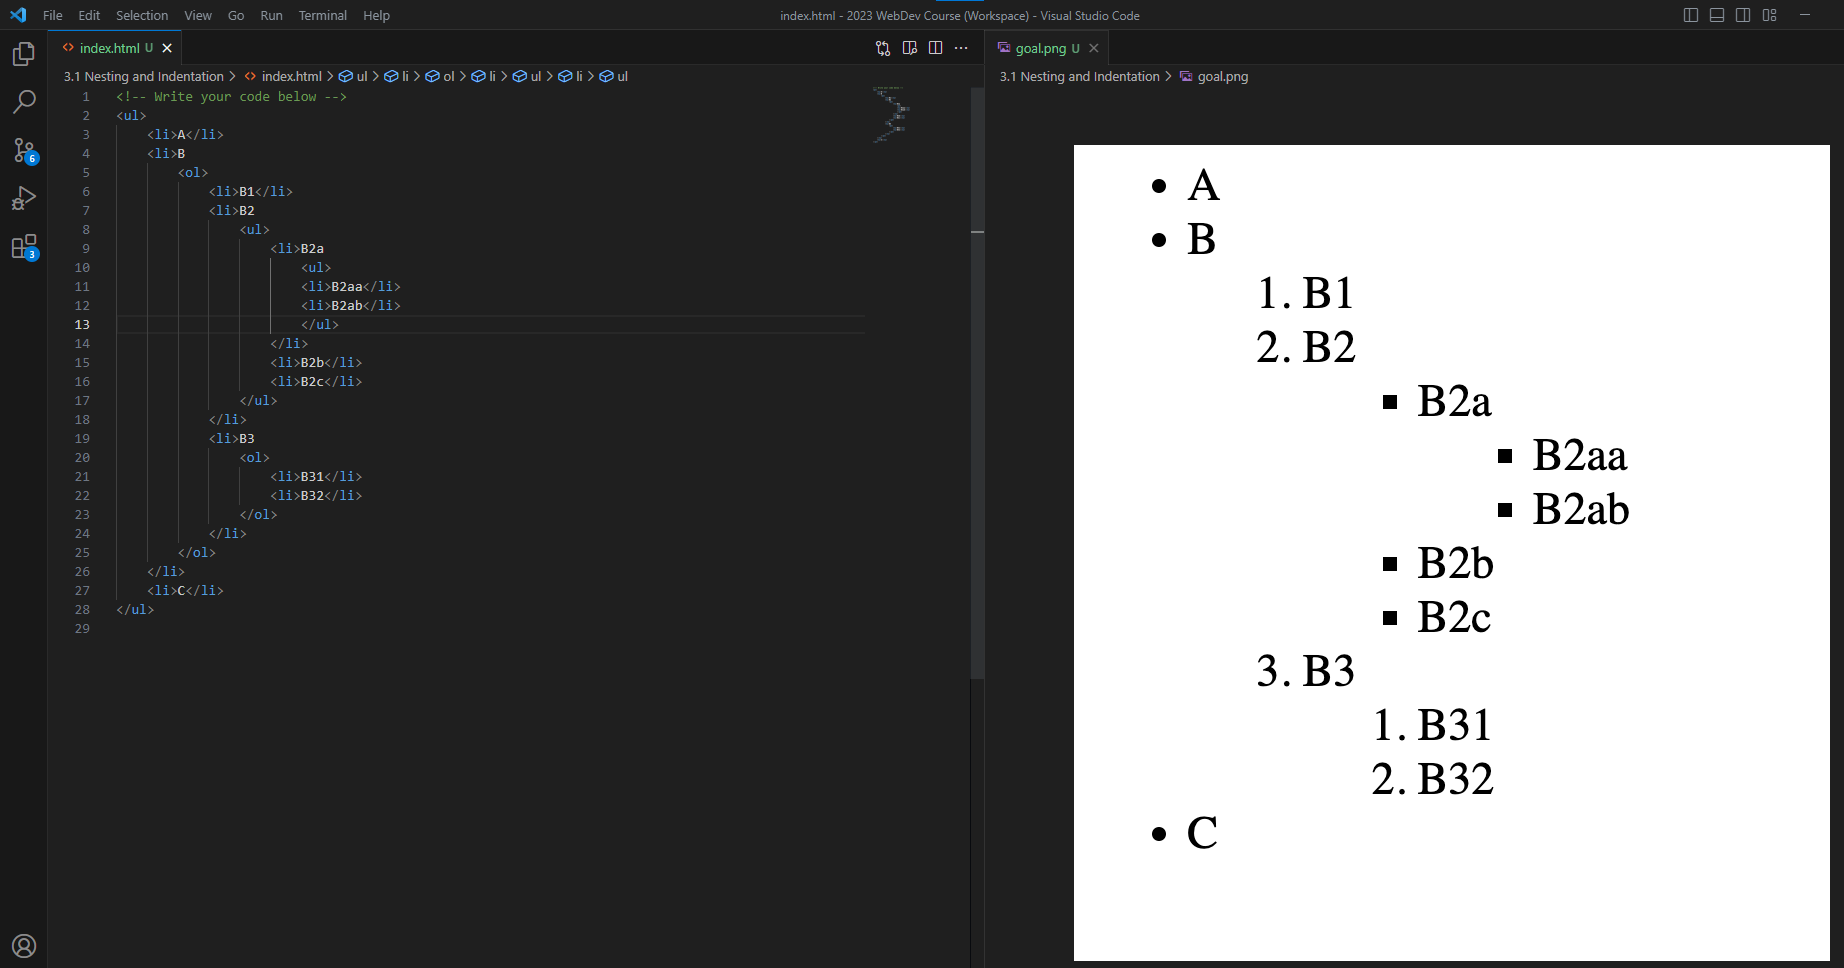 File Edit Selection View Go Run Terminal Help
index.html - 2023 WebDev Course (Workspace) - Visual Studio Code
index.html U
3.1 Nesting and Indentation > index.html > ul > li > ol > li > ul > li > ul
1 <!-- Write your code below -->
2 <ul>
3 <li>A</li>
4 <li>B
5 <ol>
6 <li>B1</li>
7 <li>B2
8 <ul>
9 <li>B2a
10 <ul>
11 <li>B2aa</li>
12 <li>B2ab</li>
13 </ul>
14 </li>
15 <li>B2b</li>
16 <li>B2c</li>
17 </ul>
18 </li>
19 <li>B3
20 <ol>
21 <li>B31</li>
22 <li>B32</li>
23 </ol>
24 </li>
25 </ol>
26 </li>
27 <li>C</li>
28 </ul>
29
6
3
goal.png U
3.1 Nesting and Indentation > goal.png
• A
• B
1. B1
2. B2
▪ B2a
▪ B2aa
▪ B2ab
▪ B2b
▪ B2c
3. B3
1. B31
2. B32
• C